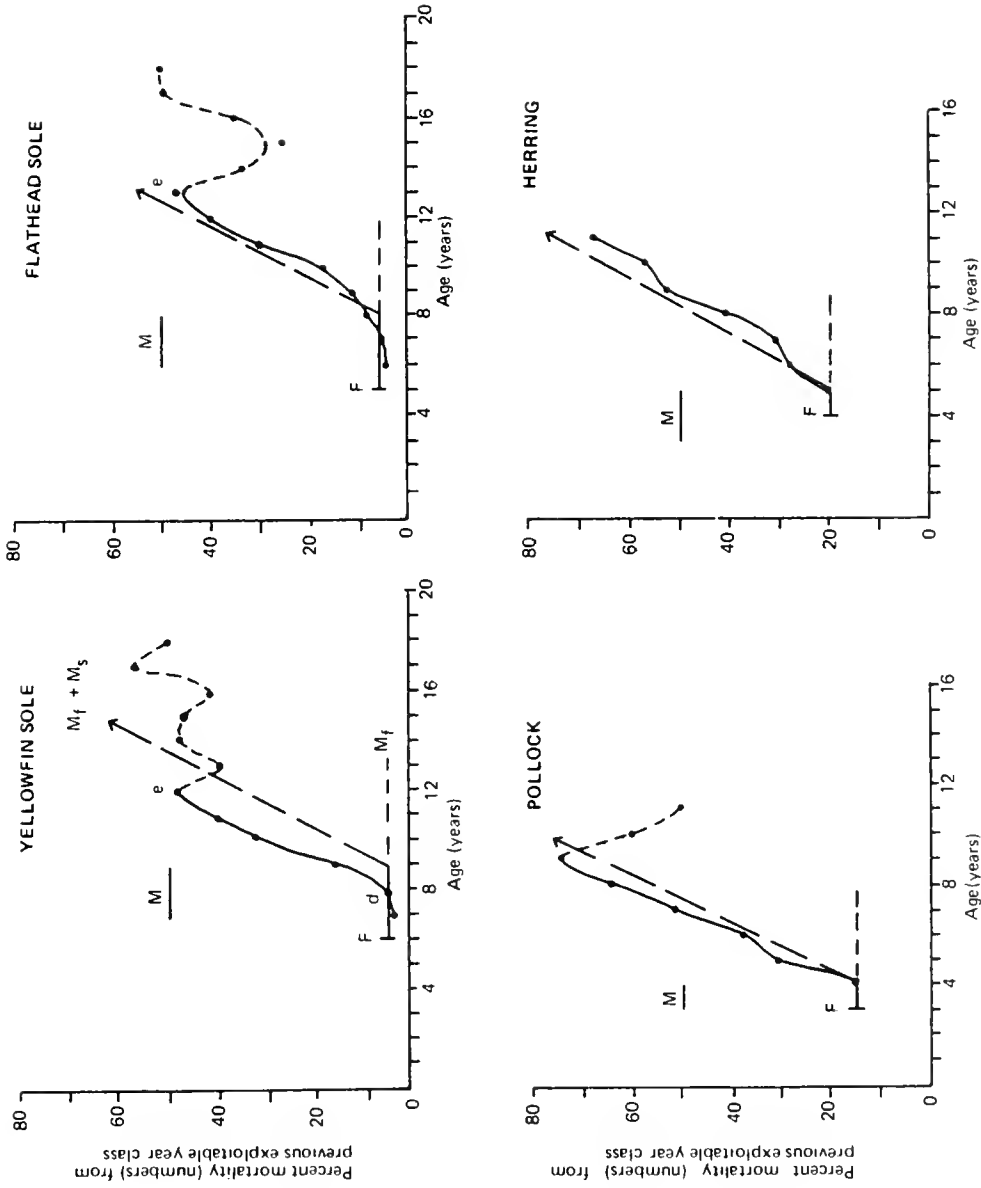 YELLOWFIN SOLE
80
60
40
20
0
Percent mortality (numbers) from
previous exploitable year class
M
F
d
e
M_f + M_s
M_f
4
8
12
16
20
Age (years)
FLATHEAD SOLE
80
60
40
20
0
M
F
e
4
8
12
16
20
Age (years)
POLLOCK
80
60
40
20
0
Percent mortality (numbers) from
previous exploitable year class
M
F
4
8
12
16
Age (years)
HERRING
80
60
40
20
0
M
F
4
8
12
16
Age (years)